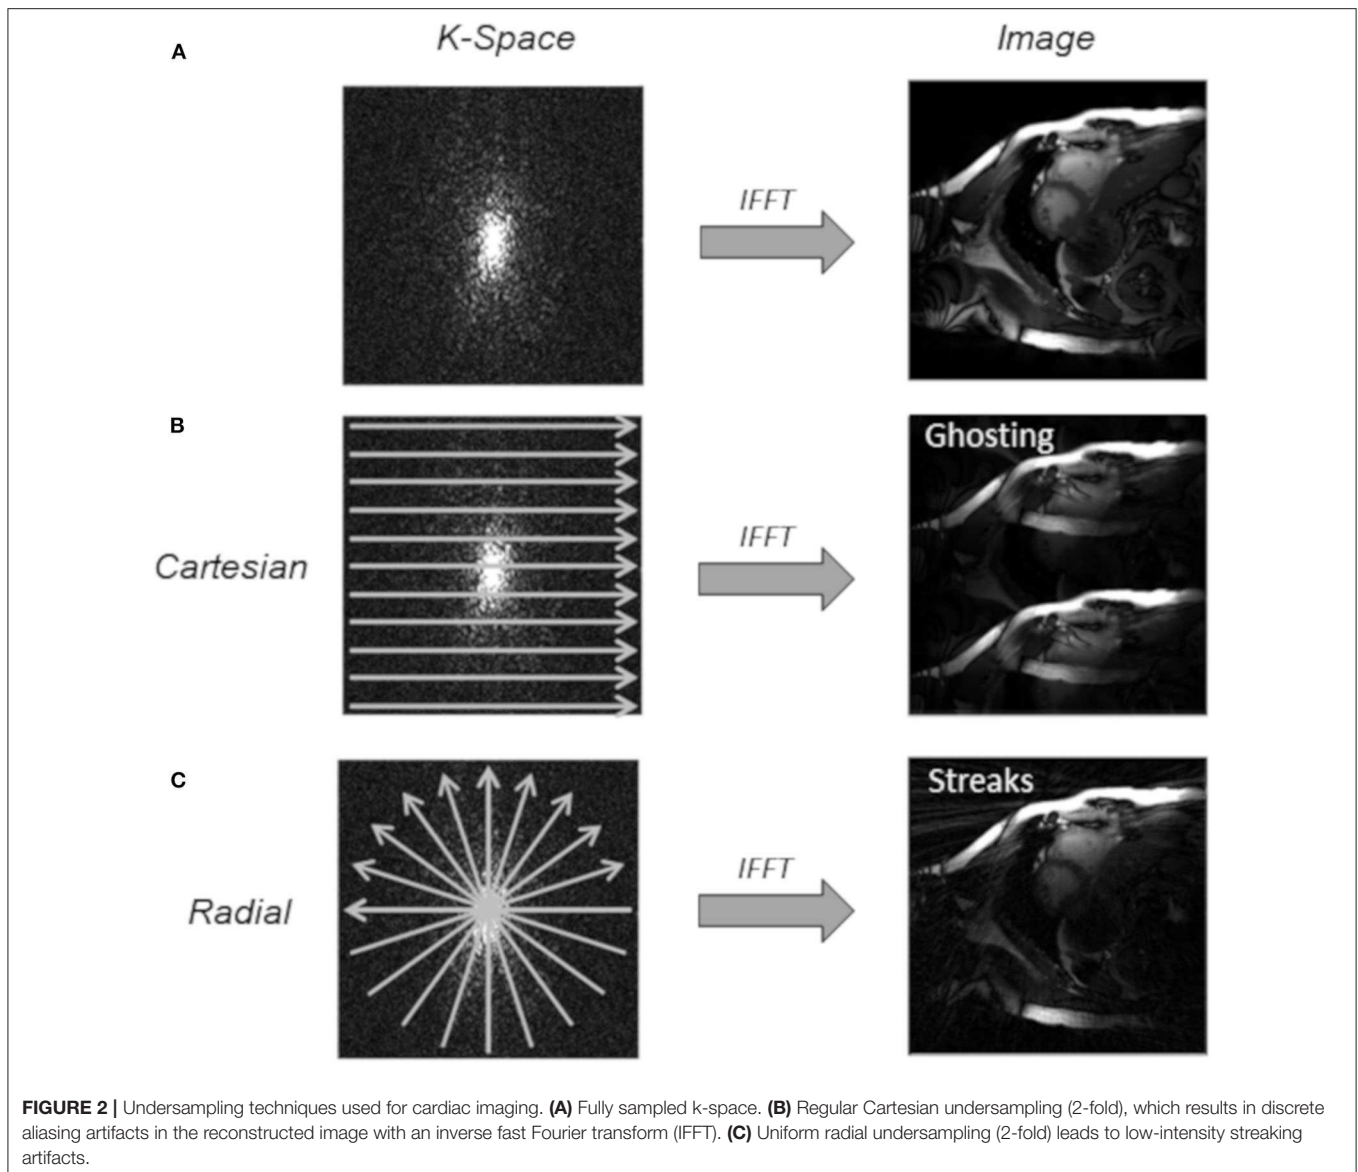 K-Space
Image
A
IFFT
B
Ghosting
IFFT
Cartesian
C
Streaks
IFFT
Radial
FIGURE 2 | Undersampling techniques used for cardiac imaging. (A) Fully sampled k-space. (B) Regular Cartesian undersampling (2-fold), which results in discrete
aliasing artifacts in the reconstructed image with an inverse fast Fourier transform (IFFT). (C) Uniform radial undersampling (2-fold) leads to low-intensity streaking
artifacts.